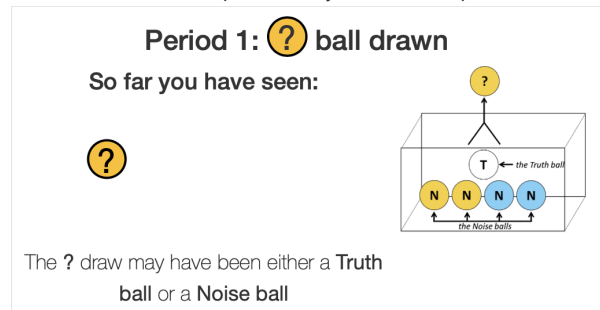 Period 1: ? ball drawn
So far you have seen:
?
?
T
the Truth ball
N N N N
the Noise balls
The ? draw may have been either a Truth
ball or a Noise ball